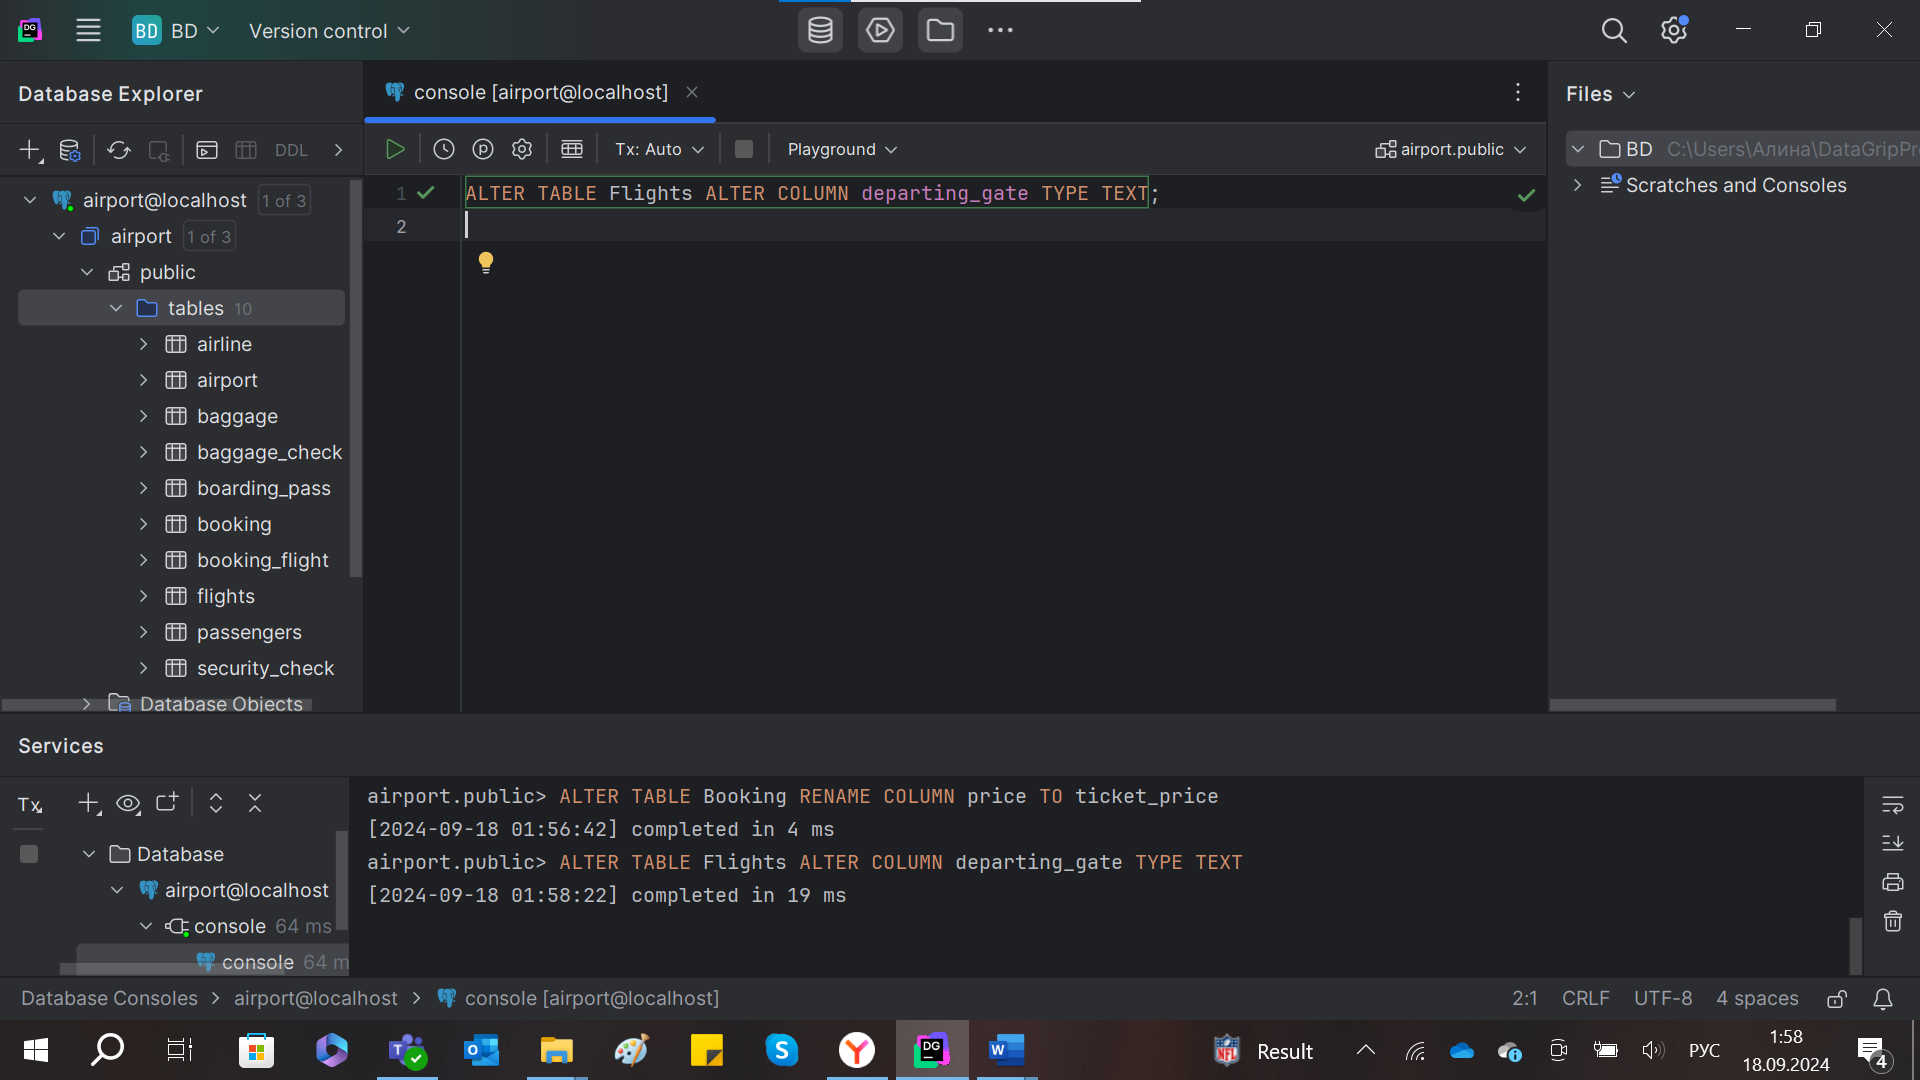 DG
BD BD
Version control
Database Explorer
console [airport@localhost]
Files
DDL
Tx: Auto
Playground
airport.public
BD C:\Users\Алина\DataGripPr
Scratches and Consoles
airport@localhost 1 of 3
airport 1 of 3
public
tables 10
airline
airport
baggage
baggage_check
boarding_pass
booking
booking_flight
flights
passengers
security_check
Database Objects
1 ALTER TABLE Flights ALTER COLUMN departing_gate TYPE TEXT;
2
Services
Tx
Database
airport@localhost
console 64 ms
console 64 m
airport.public> ALTER TABLE Booking RENAME COLUMN price TO ticket_price
[2024-09-18 01:56:42] completed in 4 ms
airport.public> ALTER TABLE Flights ALTER COLUMN departing_gate TYPE TEXT
[2024-09-18 01:58:22] completed in 19 ms
Database Consoles > airport@localhost > console [airport@localhost]
2:1 CRLF UTF-8 4 spaces
Result
РУС
1:58
18.09.2024
4